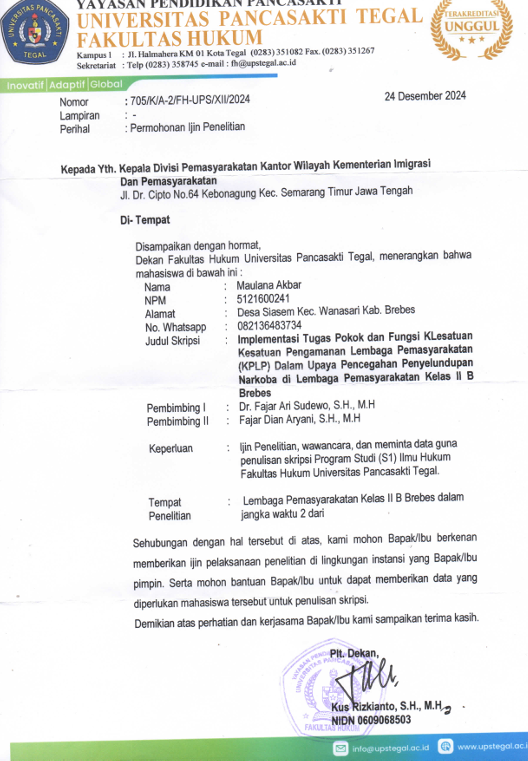 YAYASAN PENDIDIKAN PANCASAKTI
UNIVERSITAS PANCASAKTI TEGAL
FAKULTAS HUKUM
Kampus 1 : Jl. Halmahera KM 01 Kota Tegal (0283) 351082 Fax. (0283) 351267
Sekretariat : Telp (0283) 358745 e-mail : fh@upstegal.ac.id
UNIVERSITAS PANCASAKTI
TEGAL
TERAKREDITASI
UNGGUL
Inovatif Adaptif Global
Nomor : 705/K/A-2/FH-UPS/XII/2024
24 Desember 2024
Lampiran : -
Perihal : Permohonan Ijin Penelitian
Kepada Yth. Kepala Divisi Pemasyarakatan Kantor Wilayah Kementerian Imigrasi
Dan Pemasyarakatan
Jl. Dr. Cipto No.64 Kebonagung Kec. Semarang Timur Jawa Tengah
Di- Tempat
Disampaikan dengan hormat,
Dekan Fakultas Hukum Universitas Pancasakti Tegal, menerangkan bahwa
mahasiswa di bawah ini :
Nama : Maulana Akbar
NPM : 5121600241
Alamat : Desa Siasem Kec. Wanasari Kab. Brebes
No. Whatsapp : 082136483734
Judul Skripsi : Implementasi Tugas Pokok dan Fungsi KLesatuan
Kesatuan Pengamanan Lembaga Pemasyarakatan
(KPLP) Dalam Upaya Pencegahan Penyelundupan
Narkoba di Lembaga Pemasyarakatan Kelas II B
Brebes
Pembimbing I : Dr. Fajar Ari Sudewo, S.H., M.H
Pembimbing II : Fajar Dian Aryani, S.H., M.H
Keperluan : Ijin Penelitian, wawancara, dan meminta data guna
penulisan skripsi Program Studi (S1) Ilmu Hukum
Fakultas Hukum Universitas Pancasakti Tegal.
Tempat : Lembaga Pemasyarakatan Kelas II B Brebes dalam
Penelitian jangka waktu 2 dari
Sehubungan dengan hal tersebut di atas, kami mohon Bapak/Ibu berkenan
memberikan ijin pelaksanaan penelitian di lingkungan instansi yang Bapak/Ibu
pimpin. Serta mohon bantuan Bapak/Ibu untuk dapat memberikan data yang
diperlukan mahasiswa tersebut untuk penulisan skripsi.
Demikian atas perhatian dan kerjasama Bapak/Ibu kami sampaikan terima kasih.
Plt. Dekan,
FAKULTAS HUKUM
Kus Rizkianto, S.H., M.H
NIDN 0609068503
info@upstegal.ac.id
www.upstegal.ac.i